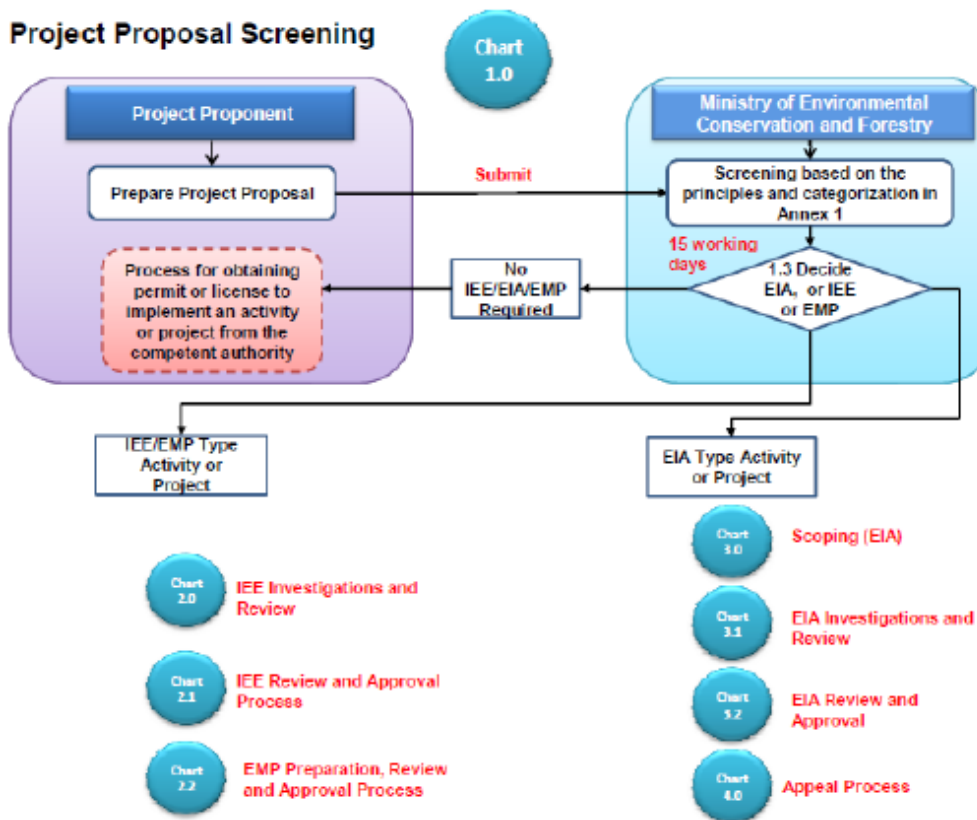 Project Proposal Screening
Chart
1.0
Project Proponent
Prepare Project Proposal
Submit
Ministry of Environmental
Conservation and Forestry
Screening based on the
principles and categorization in
Annex 1
15 working
days
1.3 Decide
EIA, or IEE
or EMP
No
IEE/EIA/EMP
Required
Process for obtaining
permit or license to
implement an activity
or project from the
competent authority
IEE/EMP Type
Activity or
Project
EIA Type Activity
or Project
Chart
2.0
IEE Investigations and
Review
Chart
2.1
IEE Review and Approval
Process
Chart
2.2
EMP Preparation, Review
and Approval Process
Chart
3.0
Scoping (EIA)
Chart
3.1
EIA Investigations and
Review
Chart
3.2
EIA Review and
Approval
Chart
4.0
Appeal Process